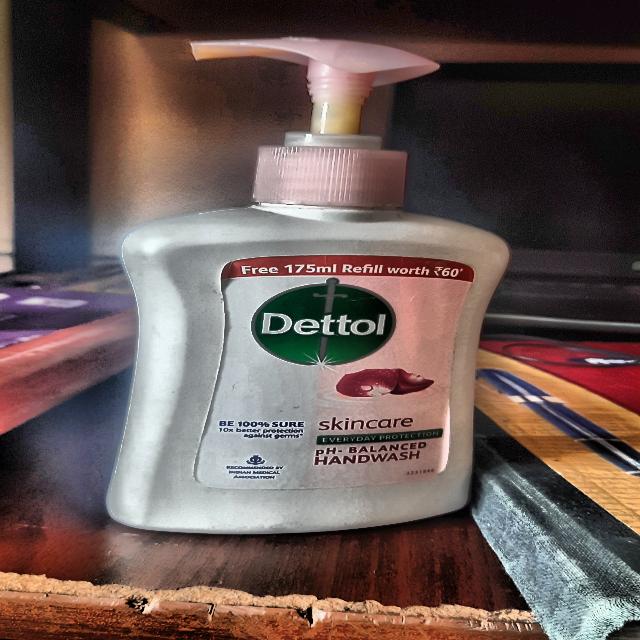 Free 175ml Refill worth ₹60*
Dettol
BE 100% SURE
10x better protection
against germs*
RECOMMENDED BY
INDIAN MEDICAL
ASSOCIATION
skincare
EVERYDAY PROTECTION
pH- BALANCED
HANDWASH